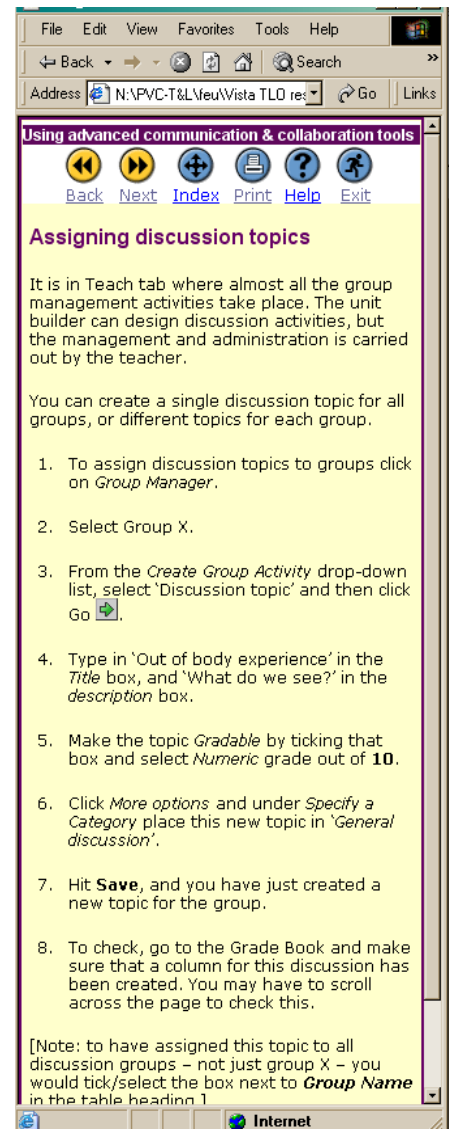 File Edit View Favorites Tools Help
Back Search »
Address N:\PVC-T&L\feu\Vista TLO res Go Links
Using advanced communication & collaboration tools
Back Next Index Print Help Exit
Assigning discussion topics
It is in Teach tab where almost all the group
management activities take place. The unit
builder can design discussion activities, but
the management and administration is carried
out by the teacher.
You can create a single discussion topic for all
groups, or different topics for each group.
1. To assign discussion topics to groups click
on Group Manager.
2. Select Group X.
3. From the Create Group Activity drop-down
list, select ‘Discussion topic’ and then click
Go .
4. Type in ‘Out of body experience’ in the
Title box, and ‘What do we see?’ in the
description box.
5. Make the topic Gradable by ticking that
box and select Numeric grade out of 10.
6. Click More options and under Specify a
Category place this new topic in ‘General
discussion’.
7. Hit Save, and you have just created a
new topic for the group.
8. To check, go to the Grade Book and make
sure that a column for this discussion has
been created. You may have to scroll
across the page to check this.
[Note: to have assigned this topic to all
discussion groups – not just group X – you
would tick/select the box next to Group Name
in the table heading.]
Internet